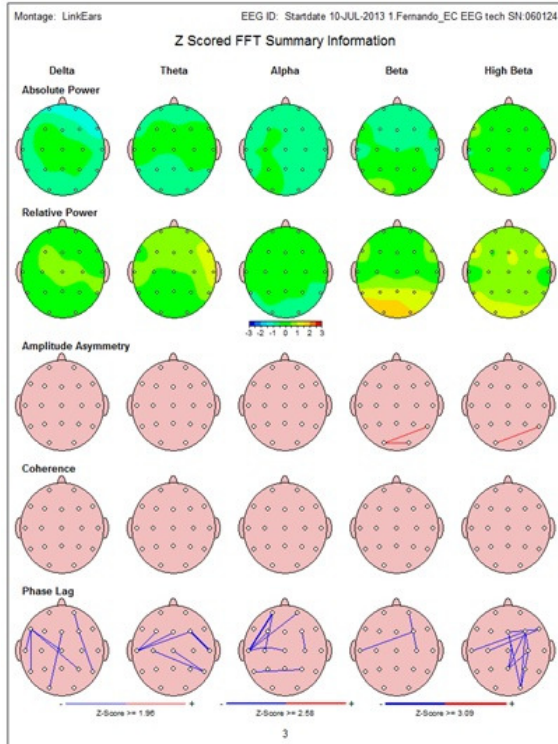 Montage: LinkEars EEG ID: Startdate 10-JUL-2013 1.Fernando_EC EEG tech SN:060124
Z Scored FFT Summary Information
Delta Theta Alpha Beta High Beta
Absolute Power
Relative Power
-3 -2 -1 0 1 2 3
Amplitude Asymmetry
Coherence
Phase Lag
- + - + - +
Z-Score >= 1.96 Z-Score >= 2.58 Z-Score >= 3.09
3